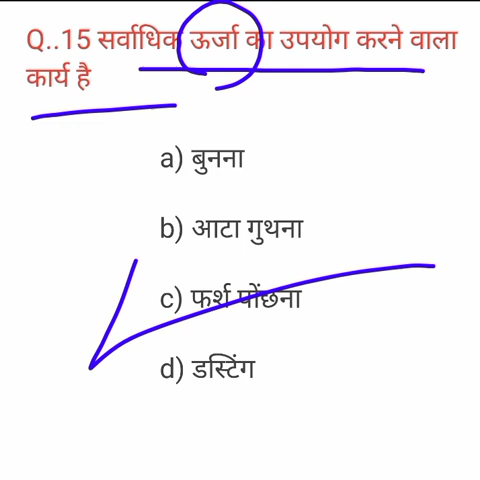 Q..15 सर्वाधिक ऊर्जा का उपयोग करने वाला
कार्य है
a) बुनना
b) आटा गुथना
c) फर्श पोंछना
d) डस्टिंग